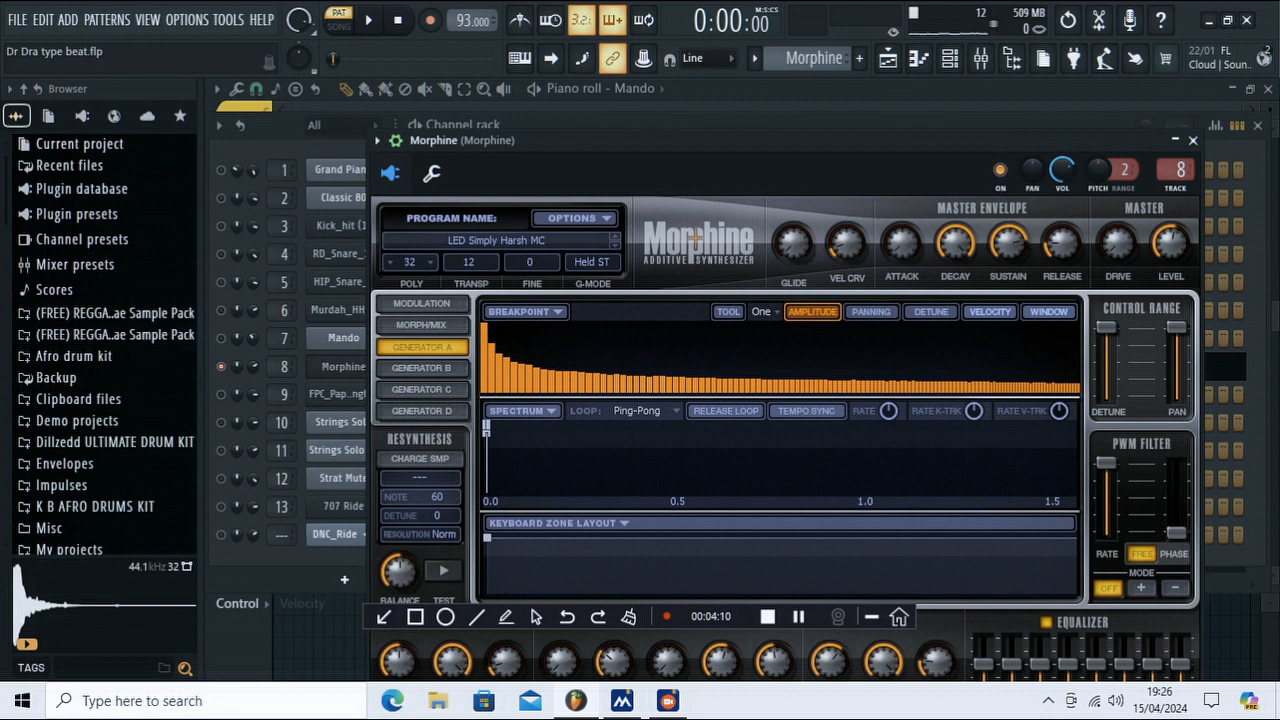 FILE EDIT ADD PATTERNS VIEW OPTIONS TOOLS HELP
PAT
SONG
93.000
3.2
0:00:00
M:S:CS
12
509 MB
0
Dr Dra type beat.flp
Line
Morphine
22/01 FL
Cloud | Soun..
Browser
Piano roll - Mando
All
Channel rack
Current project
Recent files
Plugin database
Plugin presets
Channel presets
Mixer presets
Scores
(FREE) REGGA..ae Sample Pack
(FREE) REGGA..ae Sample Pack
Afro drum kit
Backup
Clipboard files
Demo projects
Dillzedd ULTIMATE DRUM KIT
Envelopes
Impulses
K B AFRO DRUMS KIT
Misc
My projects
44.1kHz 32
TAGS
1 Grand Pian
2 Classic 80
3 Kick_hit (1
4 RD_Snare_
5 HIP_Snare_
6 Murdah_HH
7 Mando
8 Morphine
9 FPC_Pap..ng
10 Strings Sol
11 Strings Solo
12 Strat Mute
13 707 Ride
--- DNC_Ride
Control
Velocity
Morphine (Morphine)
ON PAN VOL PITCH RANGE 2 8 TRACK
PROGRAM NAME: OPTIONS
LED Simply Harsh MC
32 12 0 Held ST
POLY TRANSP FINE G-MODE
Morphine
ADDITIVE SYNTHESIZER
GLIDE VEL CRV
MASTER ENVELOPE
ATTACK DECAY SUSTAIN RELEASE
MASTER
DRIVE LEVEL
MODULATION
MORPH/MIX
GENERATOR A
GENERATOR B
GENERATOR C
GENERATOR D
RESYNTHESIS
CHARGE SMP
---
NOTE 60
DETUNE 0
RESOLUTION Norm
BALANCE TEST
BREAKPOINT TOOL One AMPLITUDE PANNING DETUNE VELOCITY WINDOW
SPECTRUM LOOP: Ping-Pong RELEASE LOOP TEMPO SYNC RATE RATE K-TRK RATE V-TRK
0.0 0.5 1.0 1.5
KEYBOARD ZONE LAYOUT
CONTROL RANGE
DETUNE PAN
PWM FILTER
RATE FREE PHASE
MODE
OFF + -
00:04:10
EQUALIZER
Type here to search
19:26
15/04/2024
PRE